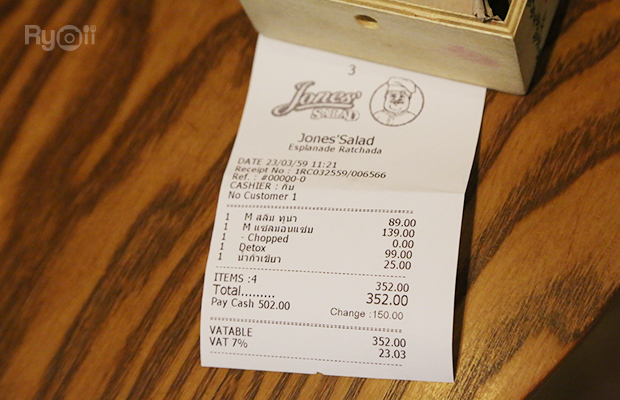 Ryoii
3
Jones'
SALAD
Jones'Salad
Esplanade Ratchada
DATE 23/03/59 11:21
Receipt No : 1RC032559/006566
Ref. : #00000-0
CASHIER : กิ่ม
No Customer 1
1 M สลัม ทูน่า 89.00
1 M แซลมอนแซ่ม 139.00
1 - Chopped 0.00
1 Detox 99.00
1 น้ำเก๋าเขียว 25.00
ITEMS :4 352.00
Total......... 352.00
Pay Cash 502.00 Change :150.00
VATABLE 352.00
VAT 7% 23.03